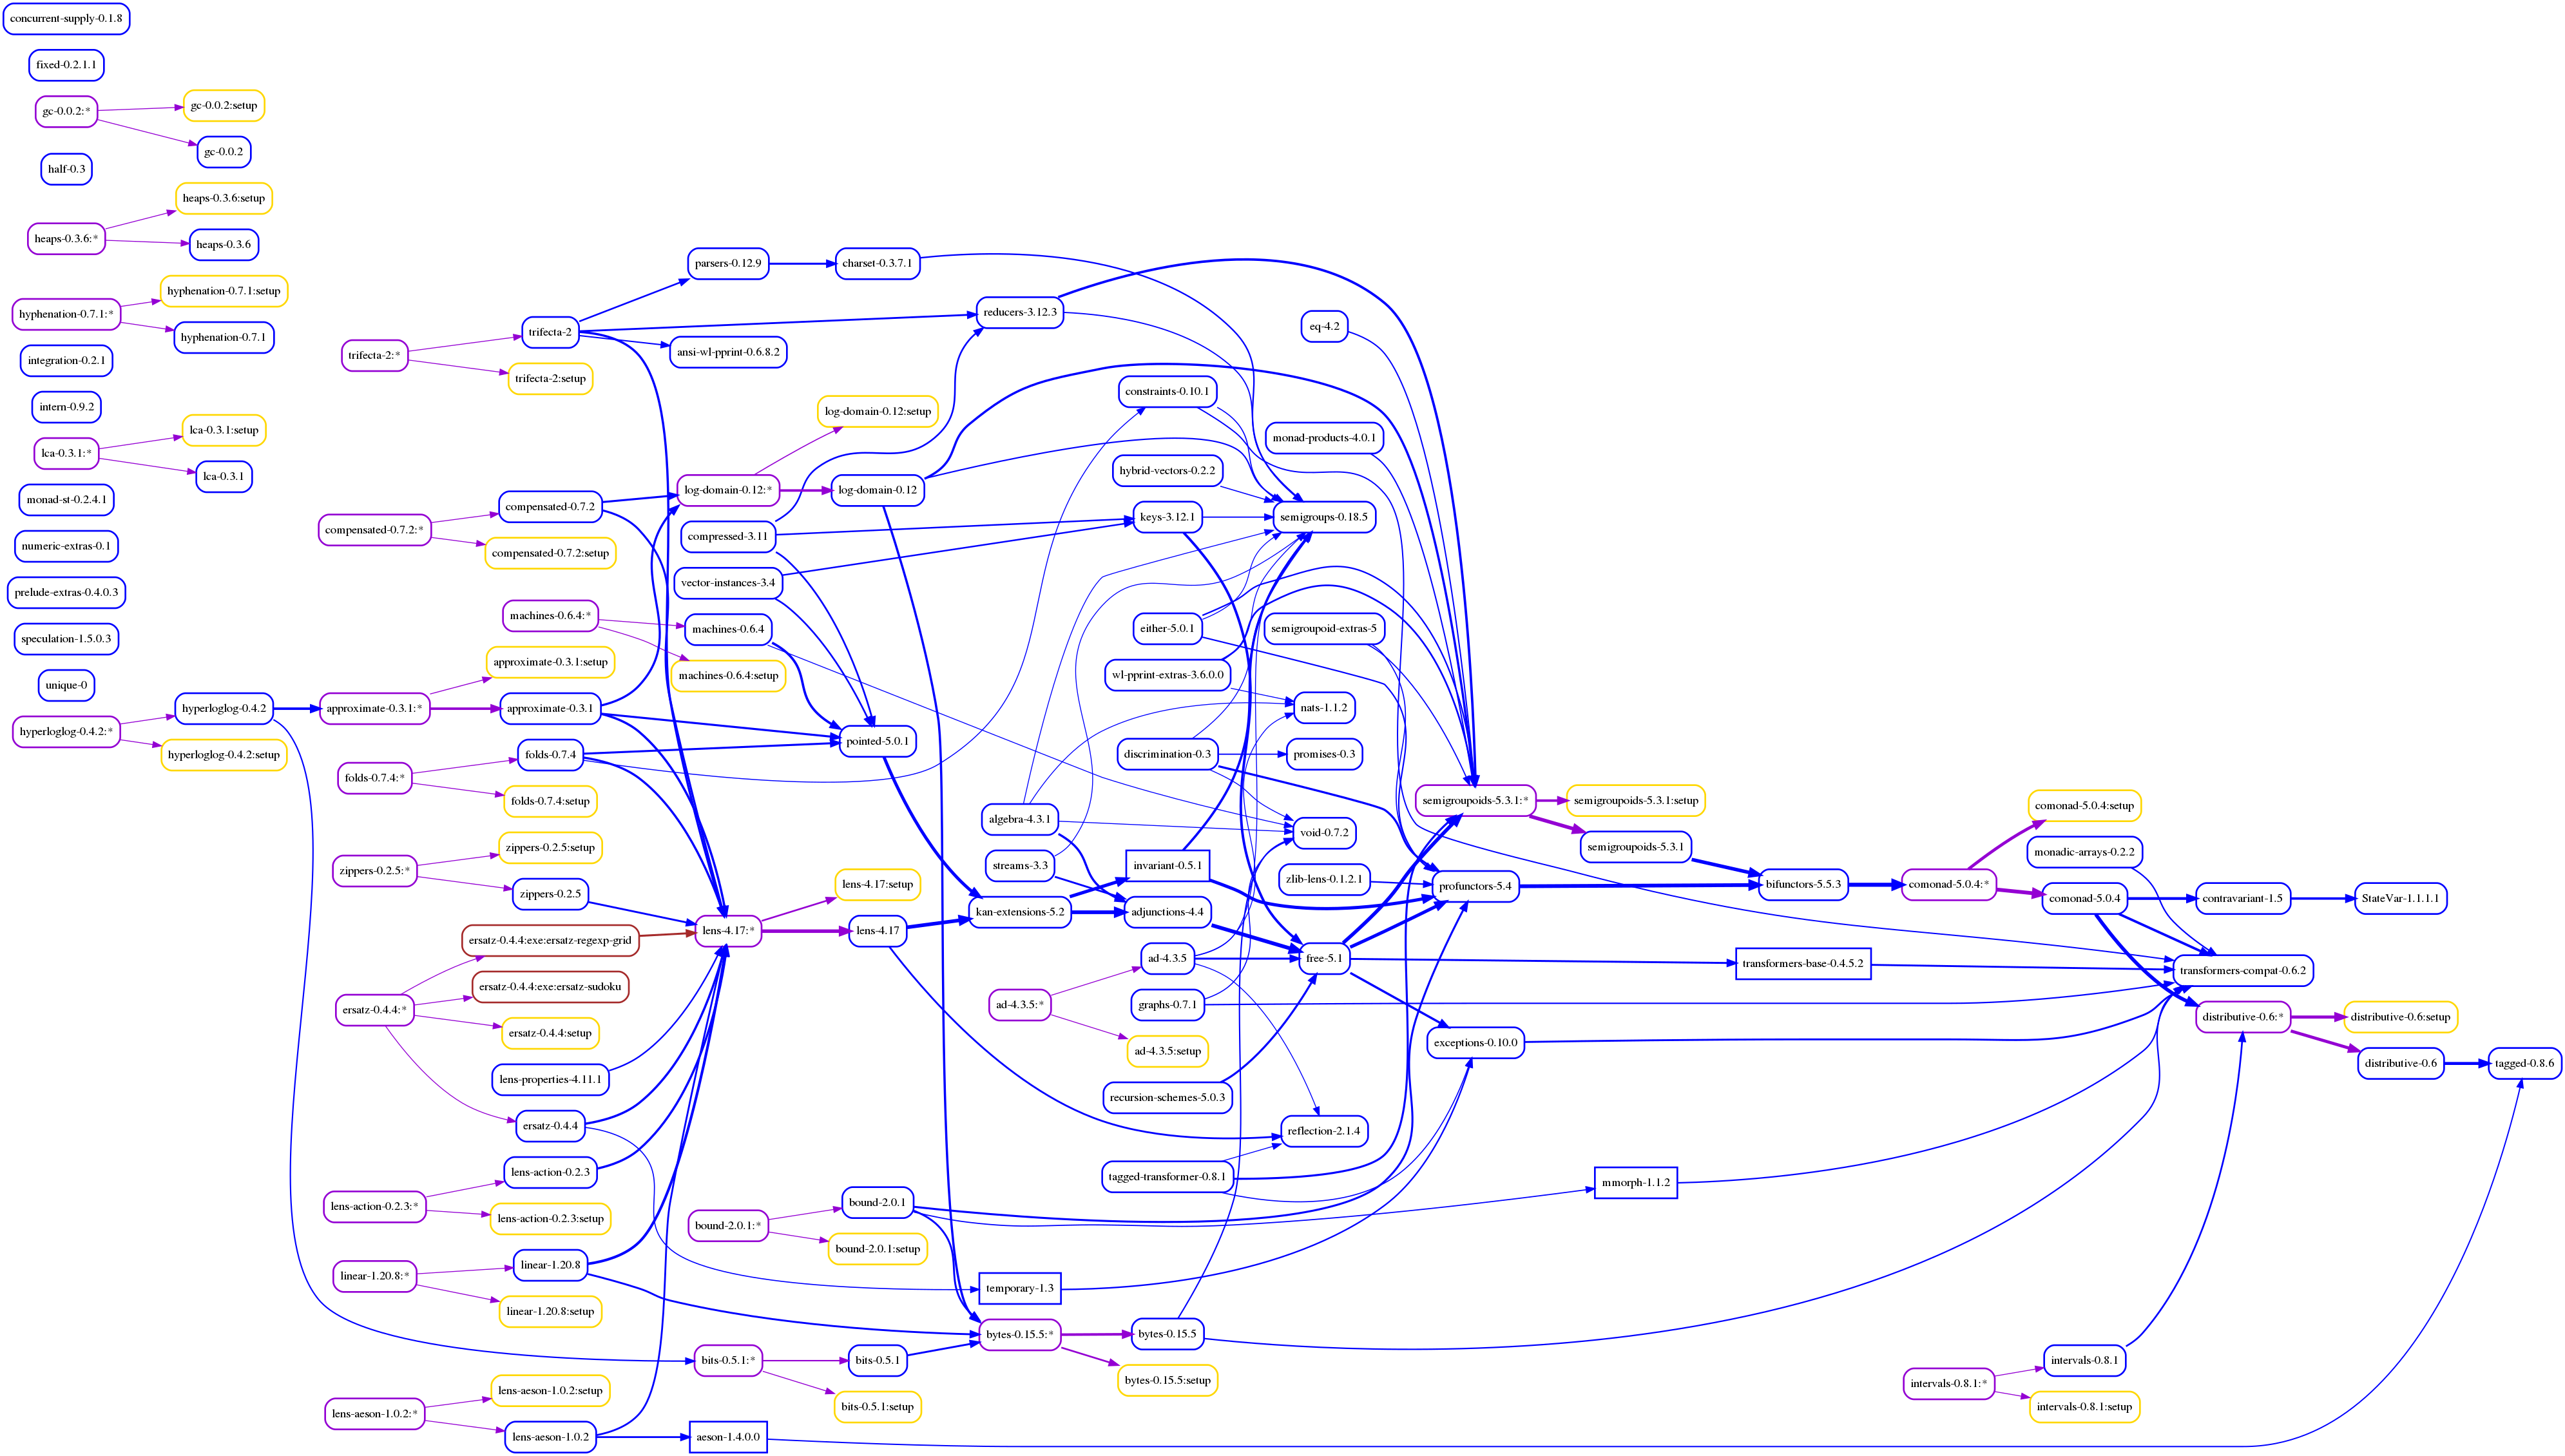 concurrent-supply-0.1.8
fixed-0.2.1.1
gc-0.0.2:*
gc-0.0.2:setup
gc-0.0.2
half-0.3
heaps-0.3.6:*
heaps-0.3.6:setup
heaps-0.3.6
hyphenation-0.7.1:*
hyphenation-0.7.1:setup
hyphenation-0.7.1
integration-0.2.1
intern-0.9.2
lca-0.3.1:*
lca-0.3.1:setup
lca-0.3.1
monad-st-0.2.4.1
numeric-extras-0.1
prelude-extras-0.4.0.3
speculation-1.5.0.3
unique-0
hyperloglog-0.4.2:*
hyperloglog-0.4.2
hyperloglog-0.4.2:setup
trifecta-2:*
trifecta-2
trifecta-2:setup
compensated-0.7.2:*
compensated-0.7.2
compensated-0.7.2:setup
machines-0.6.4:*
approximate-0.3.1:setup
approximate-0.3.1:*
approximate-0.3.1
folds-0.7.4:*
folds-0.7.4
folds-0.7.4:setup
zippers-0.2.5:*
zippers-0.2.5:setup
zippers-0.2.5
ersatz-0.4.4:exe:ersatz-regexp-grid
ersatz-0.4.4:exe:ersatz-sudoku
ersatz-0.4.4:*
ersatz-0.4.4:setup
lens-properties-4.11.1
ersatz-0.4.4
lens-action-0.2.3
lens-action-0.2.3:*
lens-action-0.2.3:setup
linear-1.20.8:*
linear-1.20.8
linear-1.20.8:setup
lens-aeson-1.0.2:*
lens-aeson-1.0.2:setup
lens-aeson-1.0.2
parsers-0.12.9
charset-0.3.7.1
ansi-wl-pprint-0.6.8.2
log-domain-0.12:setup
log-domain-0.12:*
log-domain-0.12
compressed-3.11
vector-instances-3.4
machines-0.6.4
machines-0.6.4:setup
pointed-5.0.1
lens-4.17:setup
lens-4.17:*
lens-4.17
bound-2.0.1:*
bound-2.0.1
bound-2.0.1:setup
bits-0.5.1:*
bits-0.5.1
bits-0.5.1:setup
aeson-1.4.0.0
reducers-3.12.3
algebra-4.3.1
streams-3.3
kan-extensions-5.2
ad-4.3.5:*
temporary-1.3
bytes-0.15.5:*
constraints-0.10.1
hybrid-vectors-0.2.2
keys-3.12.1
either-5.0.1
wl-pprint-extras-3.6.0.0
discrimination-0.3
invariant-0.5.1
adjunctions-4.4
ad-4.3.5
graphs-0.7.1
ad-4.3.5:setup
recursion-schemes-5.0.3
tagged-transformer-0.8.1
bytes-0.15.5
bytes-0.15.5:setup
eq-4.2
monad-products-4.0.1
semigroups-0.18.5
semigroupoid-extras-5
nats-1.1.2
promises-0.3
void-0.7.2
zlib-lens-0.1.2.1
free-5.1
reflection-2.1.4
semigroupoids-5.3.1:*
profunctors-5.4
exceptions-0.10.0
semigroupoids-5.3.1:setup
semigroupoids-5.3.1
mmorph-1.1.2
bifunctors-5.5.3
transformers-base-0.4.5.2
comonad-5.0.4:*
intervals-0.8.1:*
comonad-5.0.4:setup
monadic-arrays-0.2.2
comonad-5.0.4
intervals-0.8.1
intervals-0.8.1:setup
contravariant-1.5
transformers-compat-0.6.2
distributive-0.6:*
StateVar-1.1.1.1
distributive-0.6:setup
distributive-0.6
tagged-0.8.6